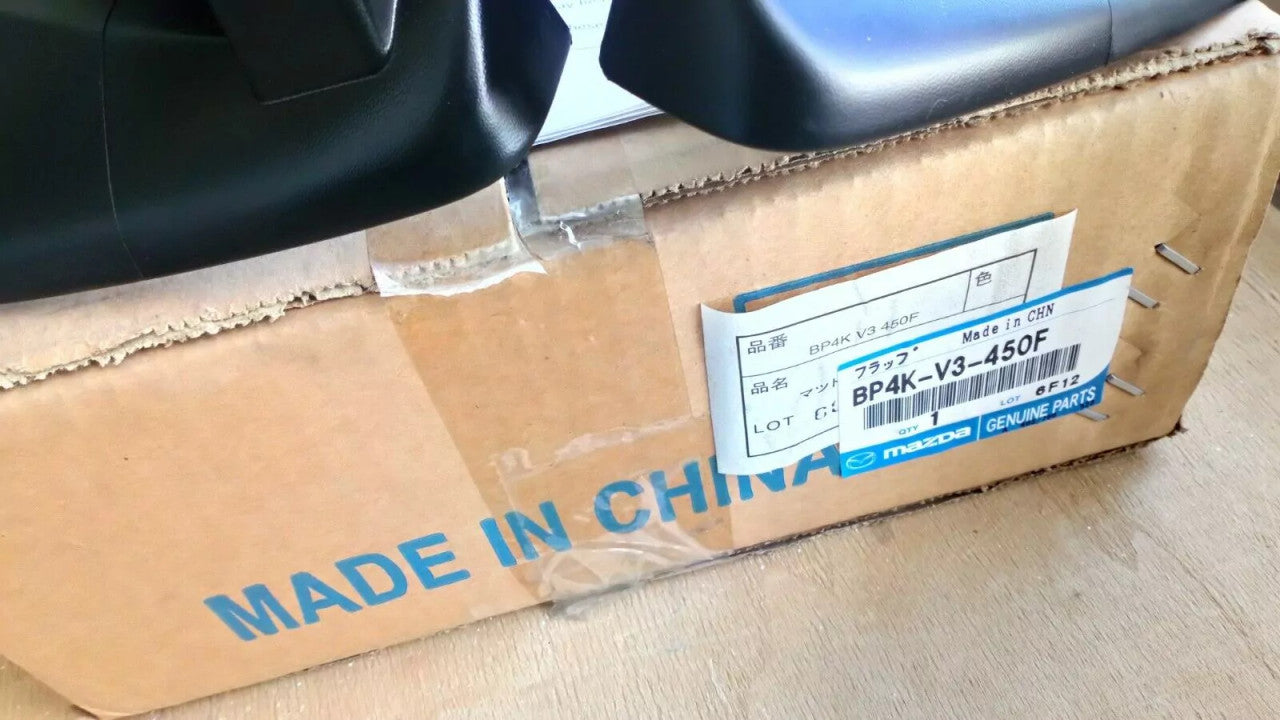 品番
BP4K V3 450F
色
品名
マッド
LOT
Made in CHN
フラップ゜
BP4K-V3-450F
QTY 1
LOT 6F12
mazda GENUINE PARTS
MADE IN CHINA